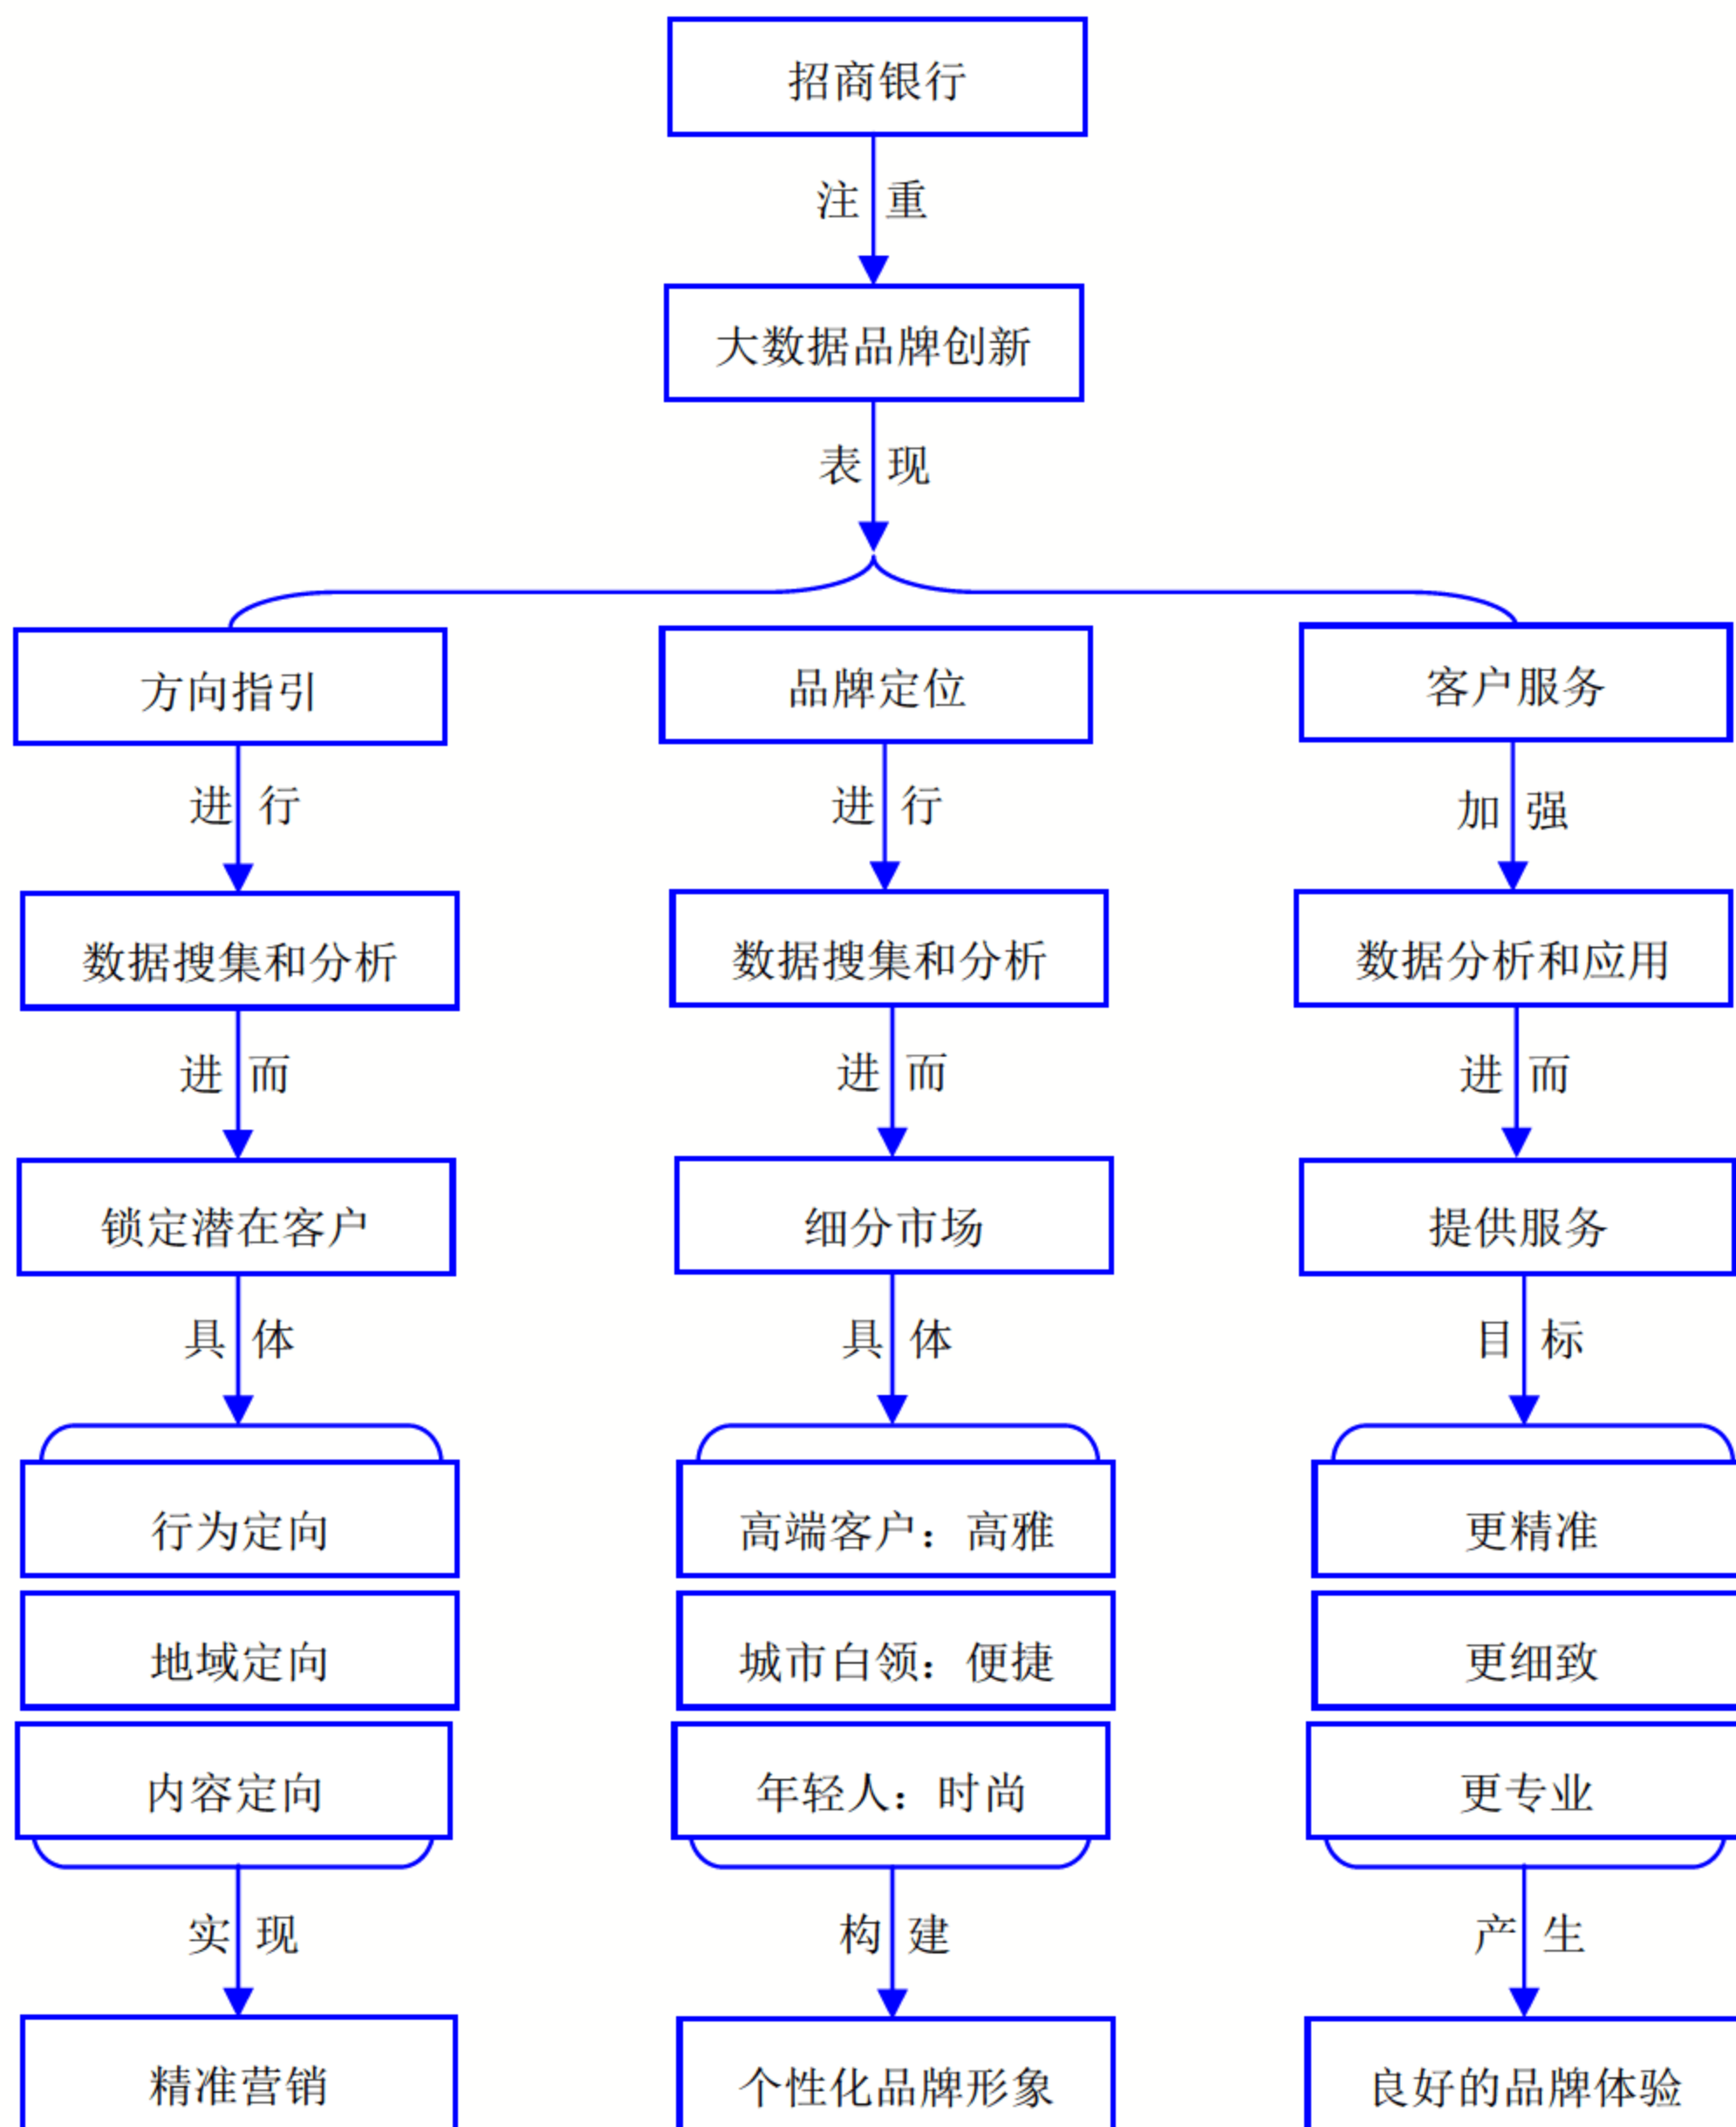 招商银行
注重
大数据品牌创新
表现
方向指引
品牌定位
客户服务
进行
进行
加强
数据搜集和分析
数据搜集和分析
数据分析和应用
进而
进而
进而
锁定潜在客户
细分市场
提供服务
具体
具体
目标
行为定向
高端客户：高雅
更精准
地域定向
城市白领：便捷
更细致
内容定向
年轻人：时尚
更专业
实现
构建
产生
精准营销
个性化品牌形象
良好的品牌体验